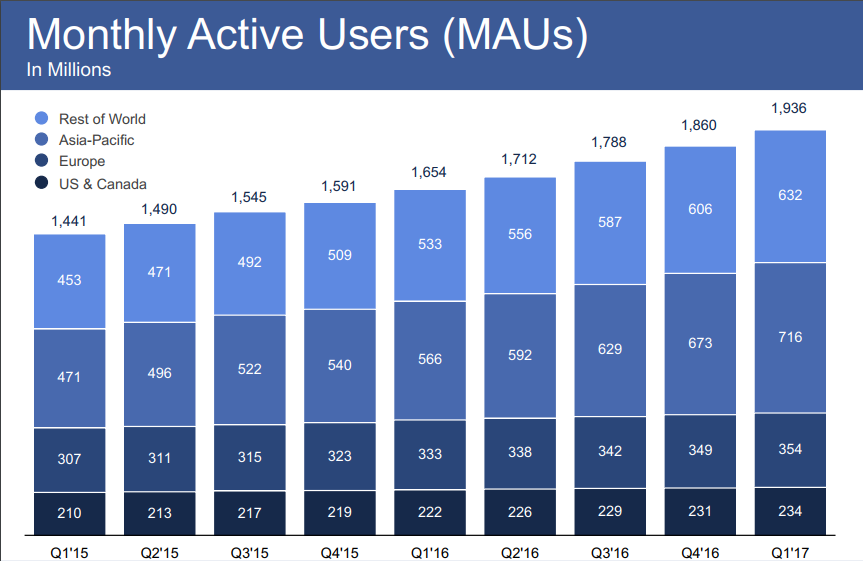 Monthly Active Users (MAUs)
In Millions
Rest of World
Asia-Pacific
Europe
US & Canada
1,441 1,490 1,545 1,591 1,654 1,712 1,788 1,860 1,936
453 471 492 509 533 556 587 606 632
471 496 522 540 566 592 629 673 716
307 311 315 323 333 338 342 349 354
210 213 217 219 222 226 229 231 234
Q1'15 Q2'15 Q3'15 Q4'15 Q1'16 Q2'16 Q3'16 Q4'16 Q1'17